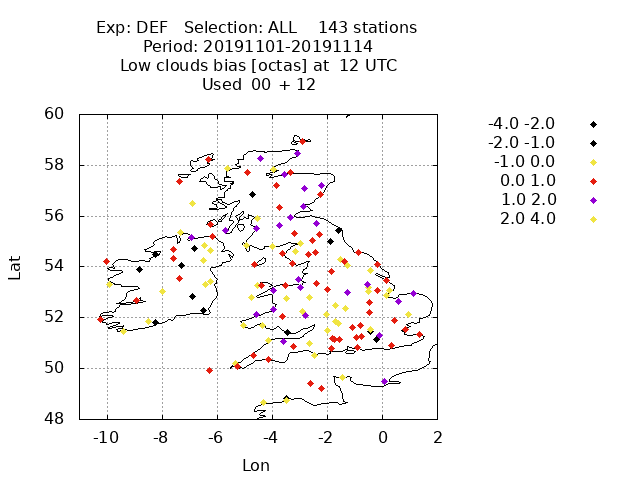 Exp: DEF Selection: ALL 143 stations
Period: 20191101-20191114
Low clouds bias [octas] at 12 UTC
Used 00 + 12
-4.0 -2.0
-2.0 -1.0
-1.0 0.0
0.0 1.0
1.0 2.0
2.0 4.0
60
58
56
54
52
50
48
Lat
-10 -8 -6 -4 -2 0 2
Lon